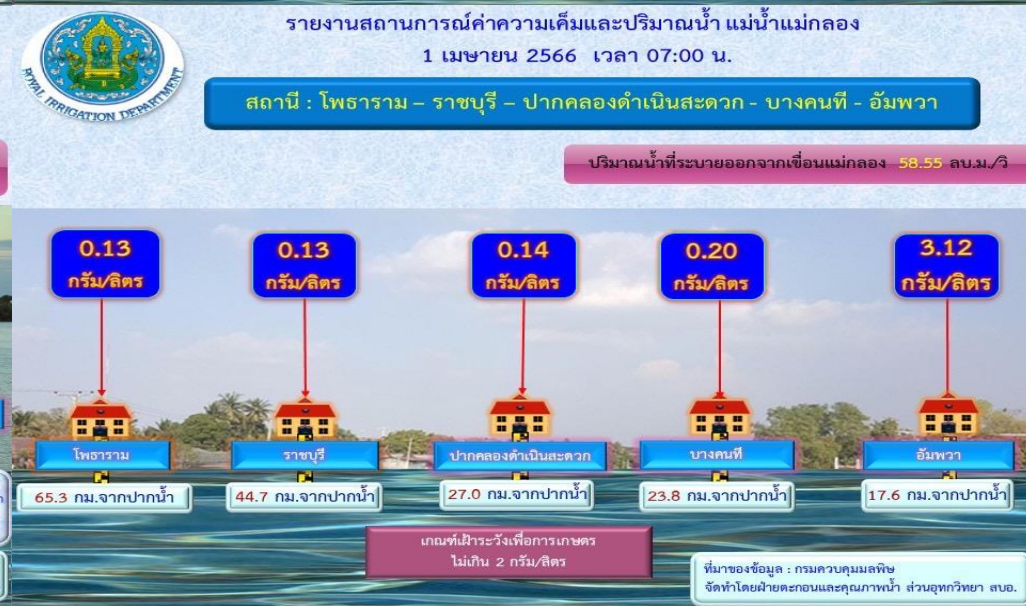 รายงานสถานการณ์ค่าความเค็มและปริมาณน้ำ แม่น้ำแม่กลอง
1 เมษายน 2566 เวลา 07:00 น.
ROYAL IRRIGATION DEPARTMENT
สถานี : โพธาราม – ราชบุรี – ปากคลองดำเนินสะดวก - บางคนที - อัมพวา
ปริมาณน้ำที่ระบายออกจากเขื่อนแม่กลอง 58.55 ลบ.ม./วิ
0.13
กรัม/ลิตร
0.13
กรัม/ลิตร
0.14
กรัม/ลิตร
0.20
กรัม/ลิตร
3.12
กรัม/ลิตร
โพธาราม
ราชบุรี
ปากคลองดำเนินสะดวก
บางคนที
อัมพวา
65.3 กม.จากปากน้ำ
44.7 กม.จากปากน้ำ
27.0 กม.จากปากน้ำ
23.8 กม.จากปากน้ำ
17.6 กม.จากปากน้ำ
เกณฑ์เฝ้าระวังเพื่อการเกษตร
ไม่เกิน 2 กรัม/ลิตร
ที่มาของข้อมูล : กรมควบคุมมลพิษ
จัดทำโดยฝ่ายตะกอนและคุณภาพน้ำ ส่วนอุทกวิทยา สบอ.